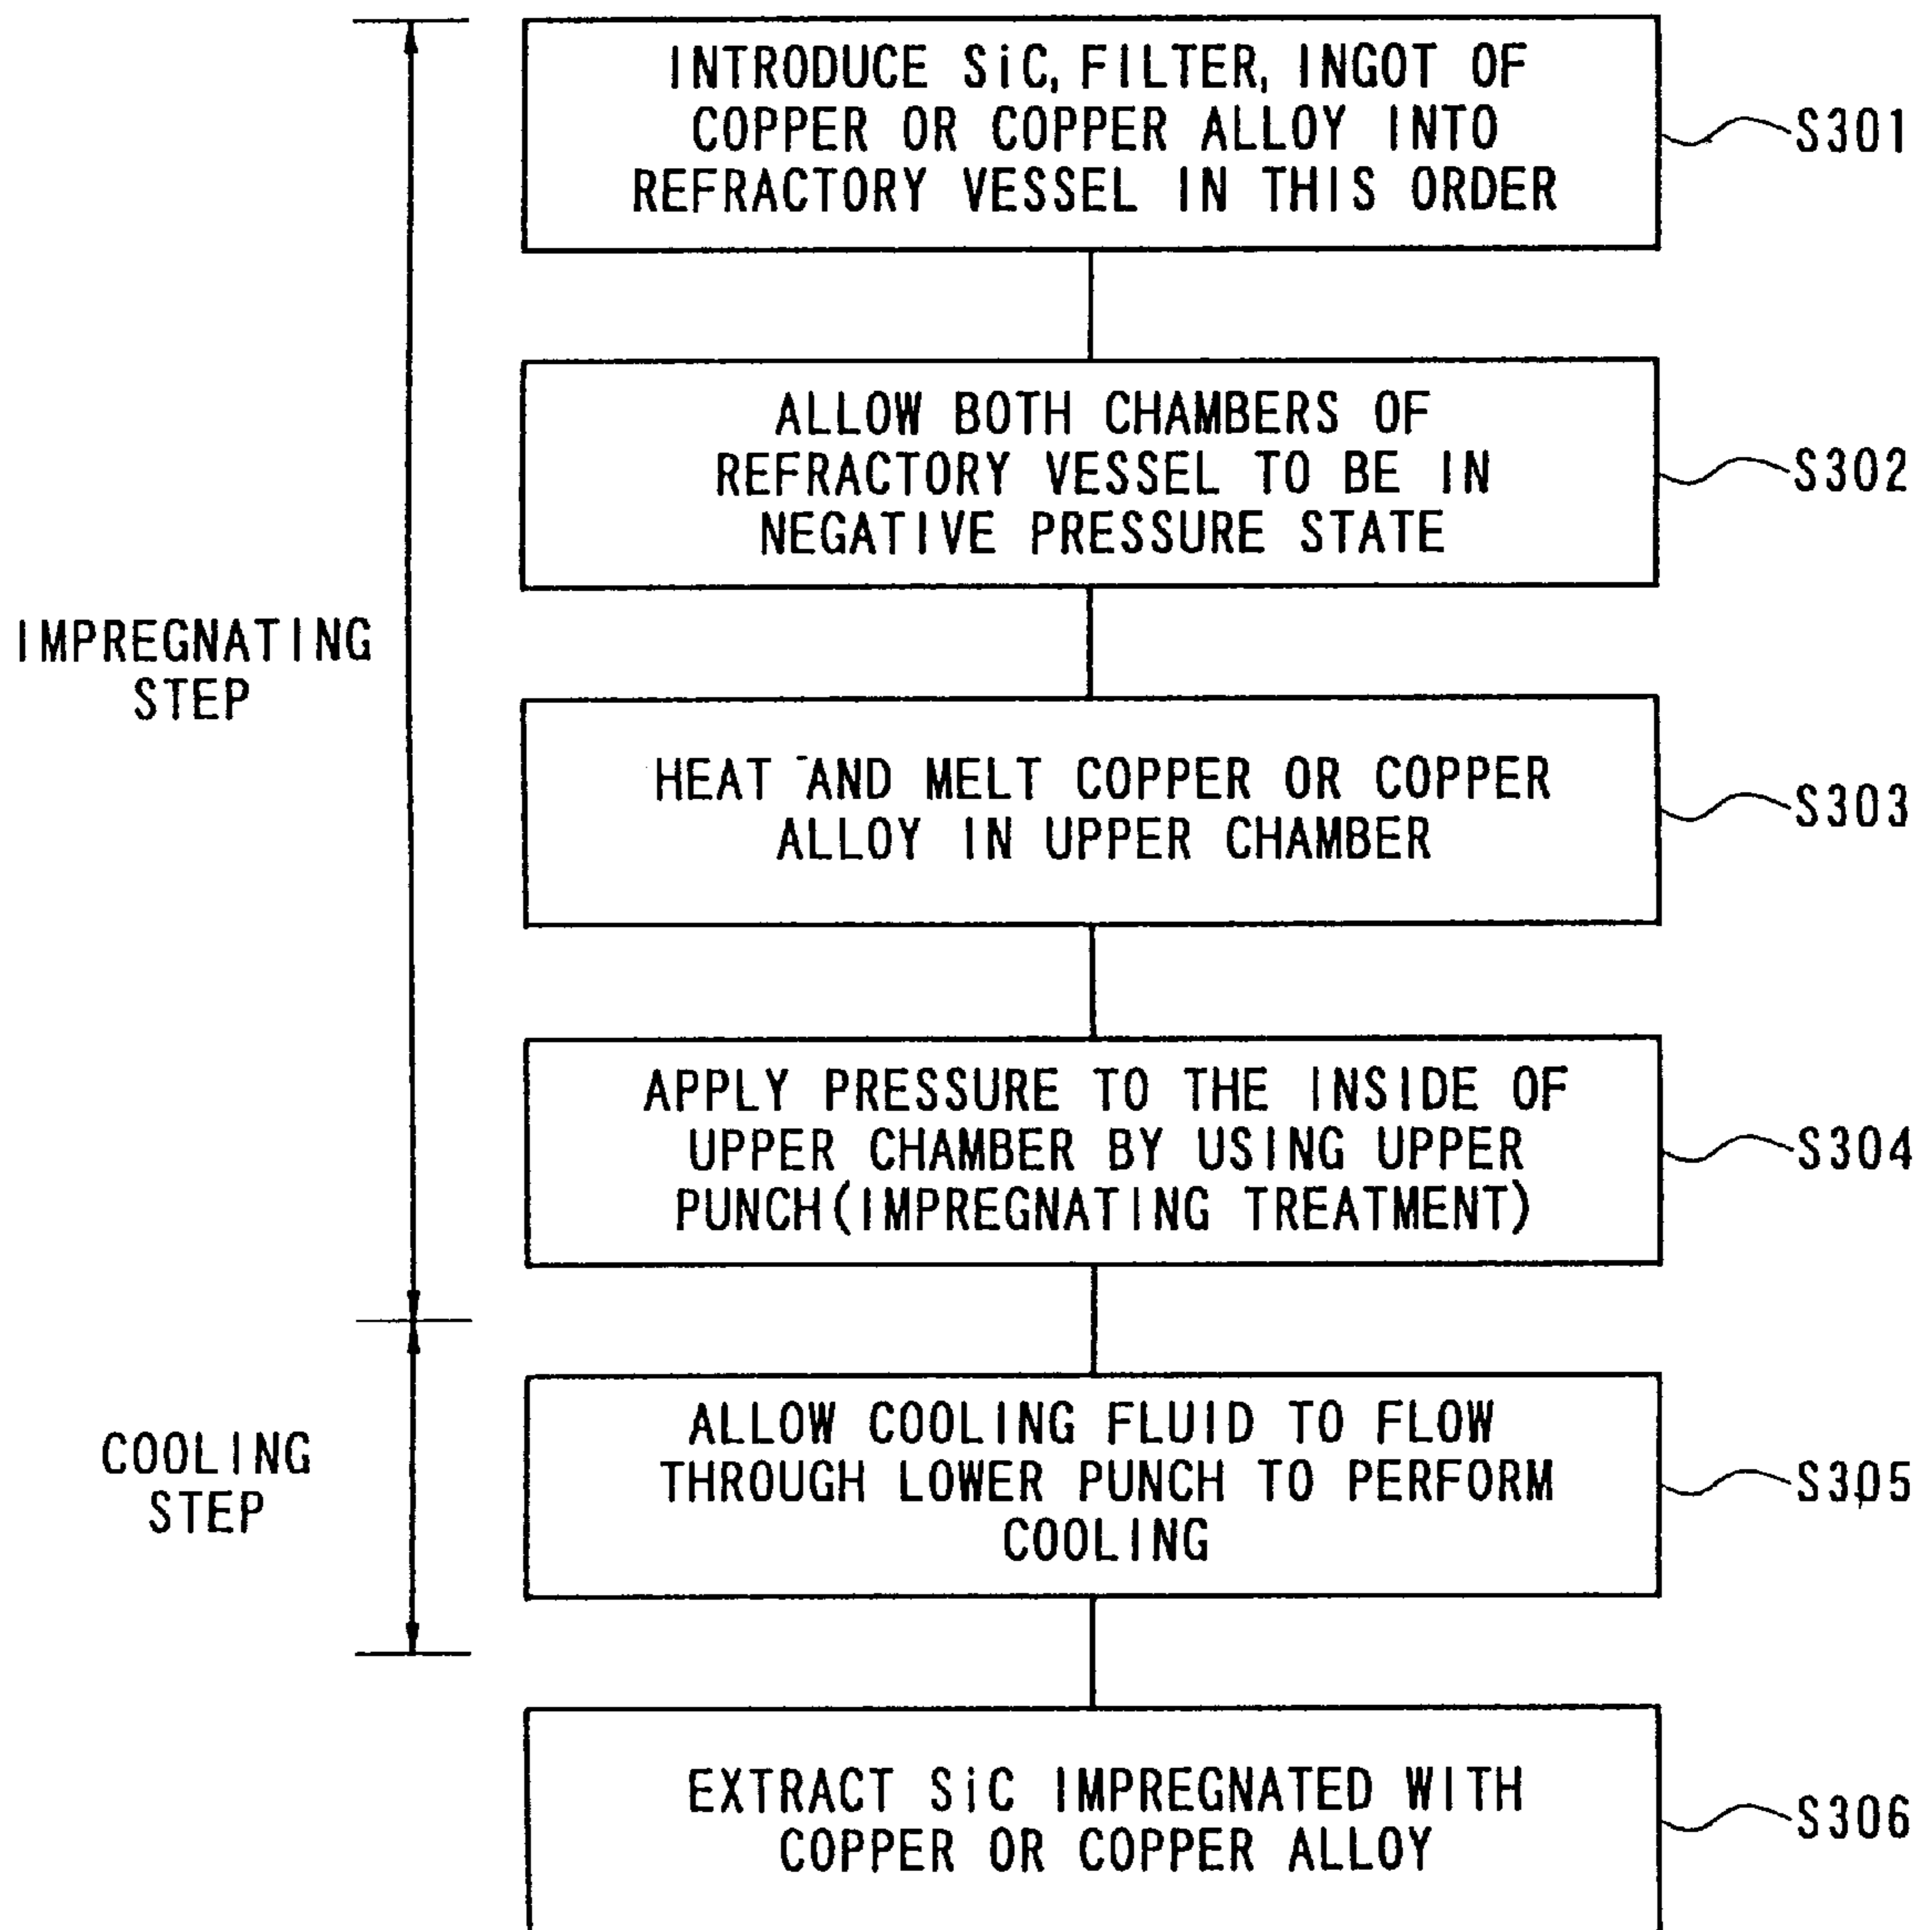 INTRODUCE SiC, FILTER, INGOT OF
COPPER OR COPPER ALLOY INTO
REFRACTORY VESSEL IN THIS ORDER
S301
ALLOW BOTH CHAMBERS OF
REFRACTORY VESSEL TO BE IN
NEGATIVE PRESSURE STATE
S302
IMPREGNATING
STEP
HEAT AND MELT COPPER OR COPPER
ALLOY IN UPPER CHAMBER
S303
APPLY PRESSURE TO THE INSIDE OF
UPPER CHAMBER BY USING UPPER
PUNCH(IMPREGNATING TREATMENT)
S304
COOLING
STEP
ALLOW COOLING FLUID TO FLOW
THROUGH LOWER PUNCH TO PERFORM
COOLING
S305
EXTRACT SiC IMPREGNATED WITH
COPPER OR COPPER ALLOY
S306